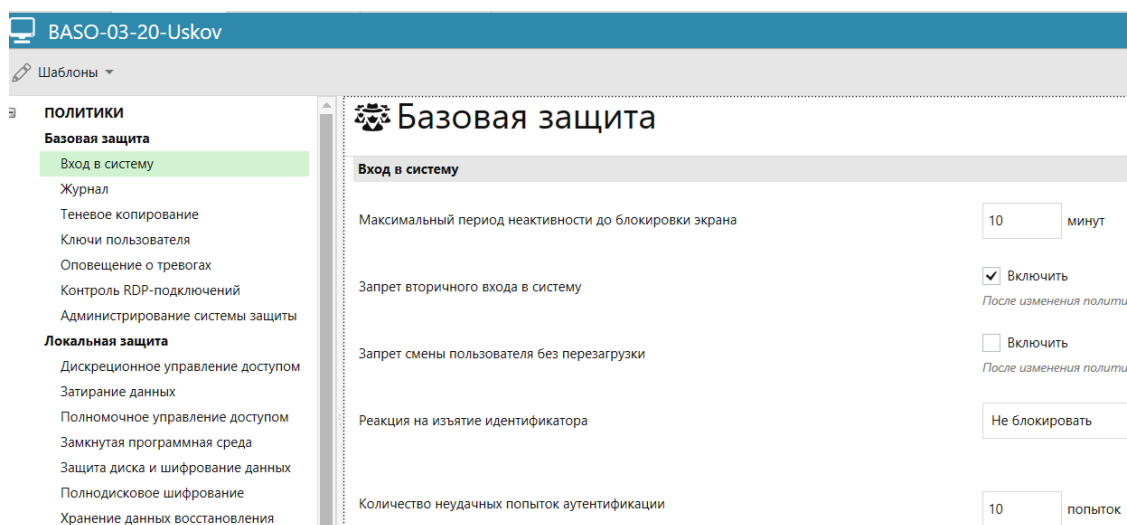 BASO-03-20-Uskov
Шаблоны
ПОЛИТИКИ
Базовая защита
Вход в систему
Журнал
Теневое копирование
Ключи пользователя
Оповещение о тревогах
Контроль RDP-подключений
Администрирование системы защиты
Локальная защита
Дискреционное управление доступом
Затирание данных
Полномочное управление доступом
Замкнутая программная среда
Защита диска и шифрование данных
Полнодисковое шифрование
Хранение данных восстановления
Базовая защита
Вход в систему
Максимальный период неактивности до блокировки экрана
10 минут
Запрет вторичного входа в систему
Включить
После изменения полити
Запрет смены пользователя без перезагрузки
Включить
После изменения полити
Реакция на изъятие идентификатора
Не блокировать
Количество неудачных попыток аутентификации
10 попыток